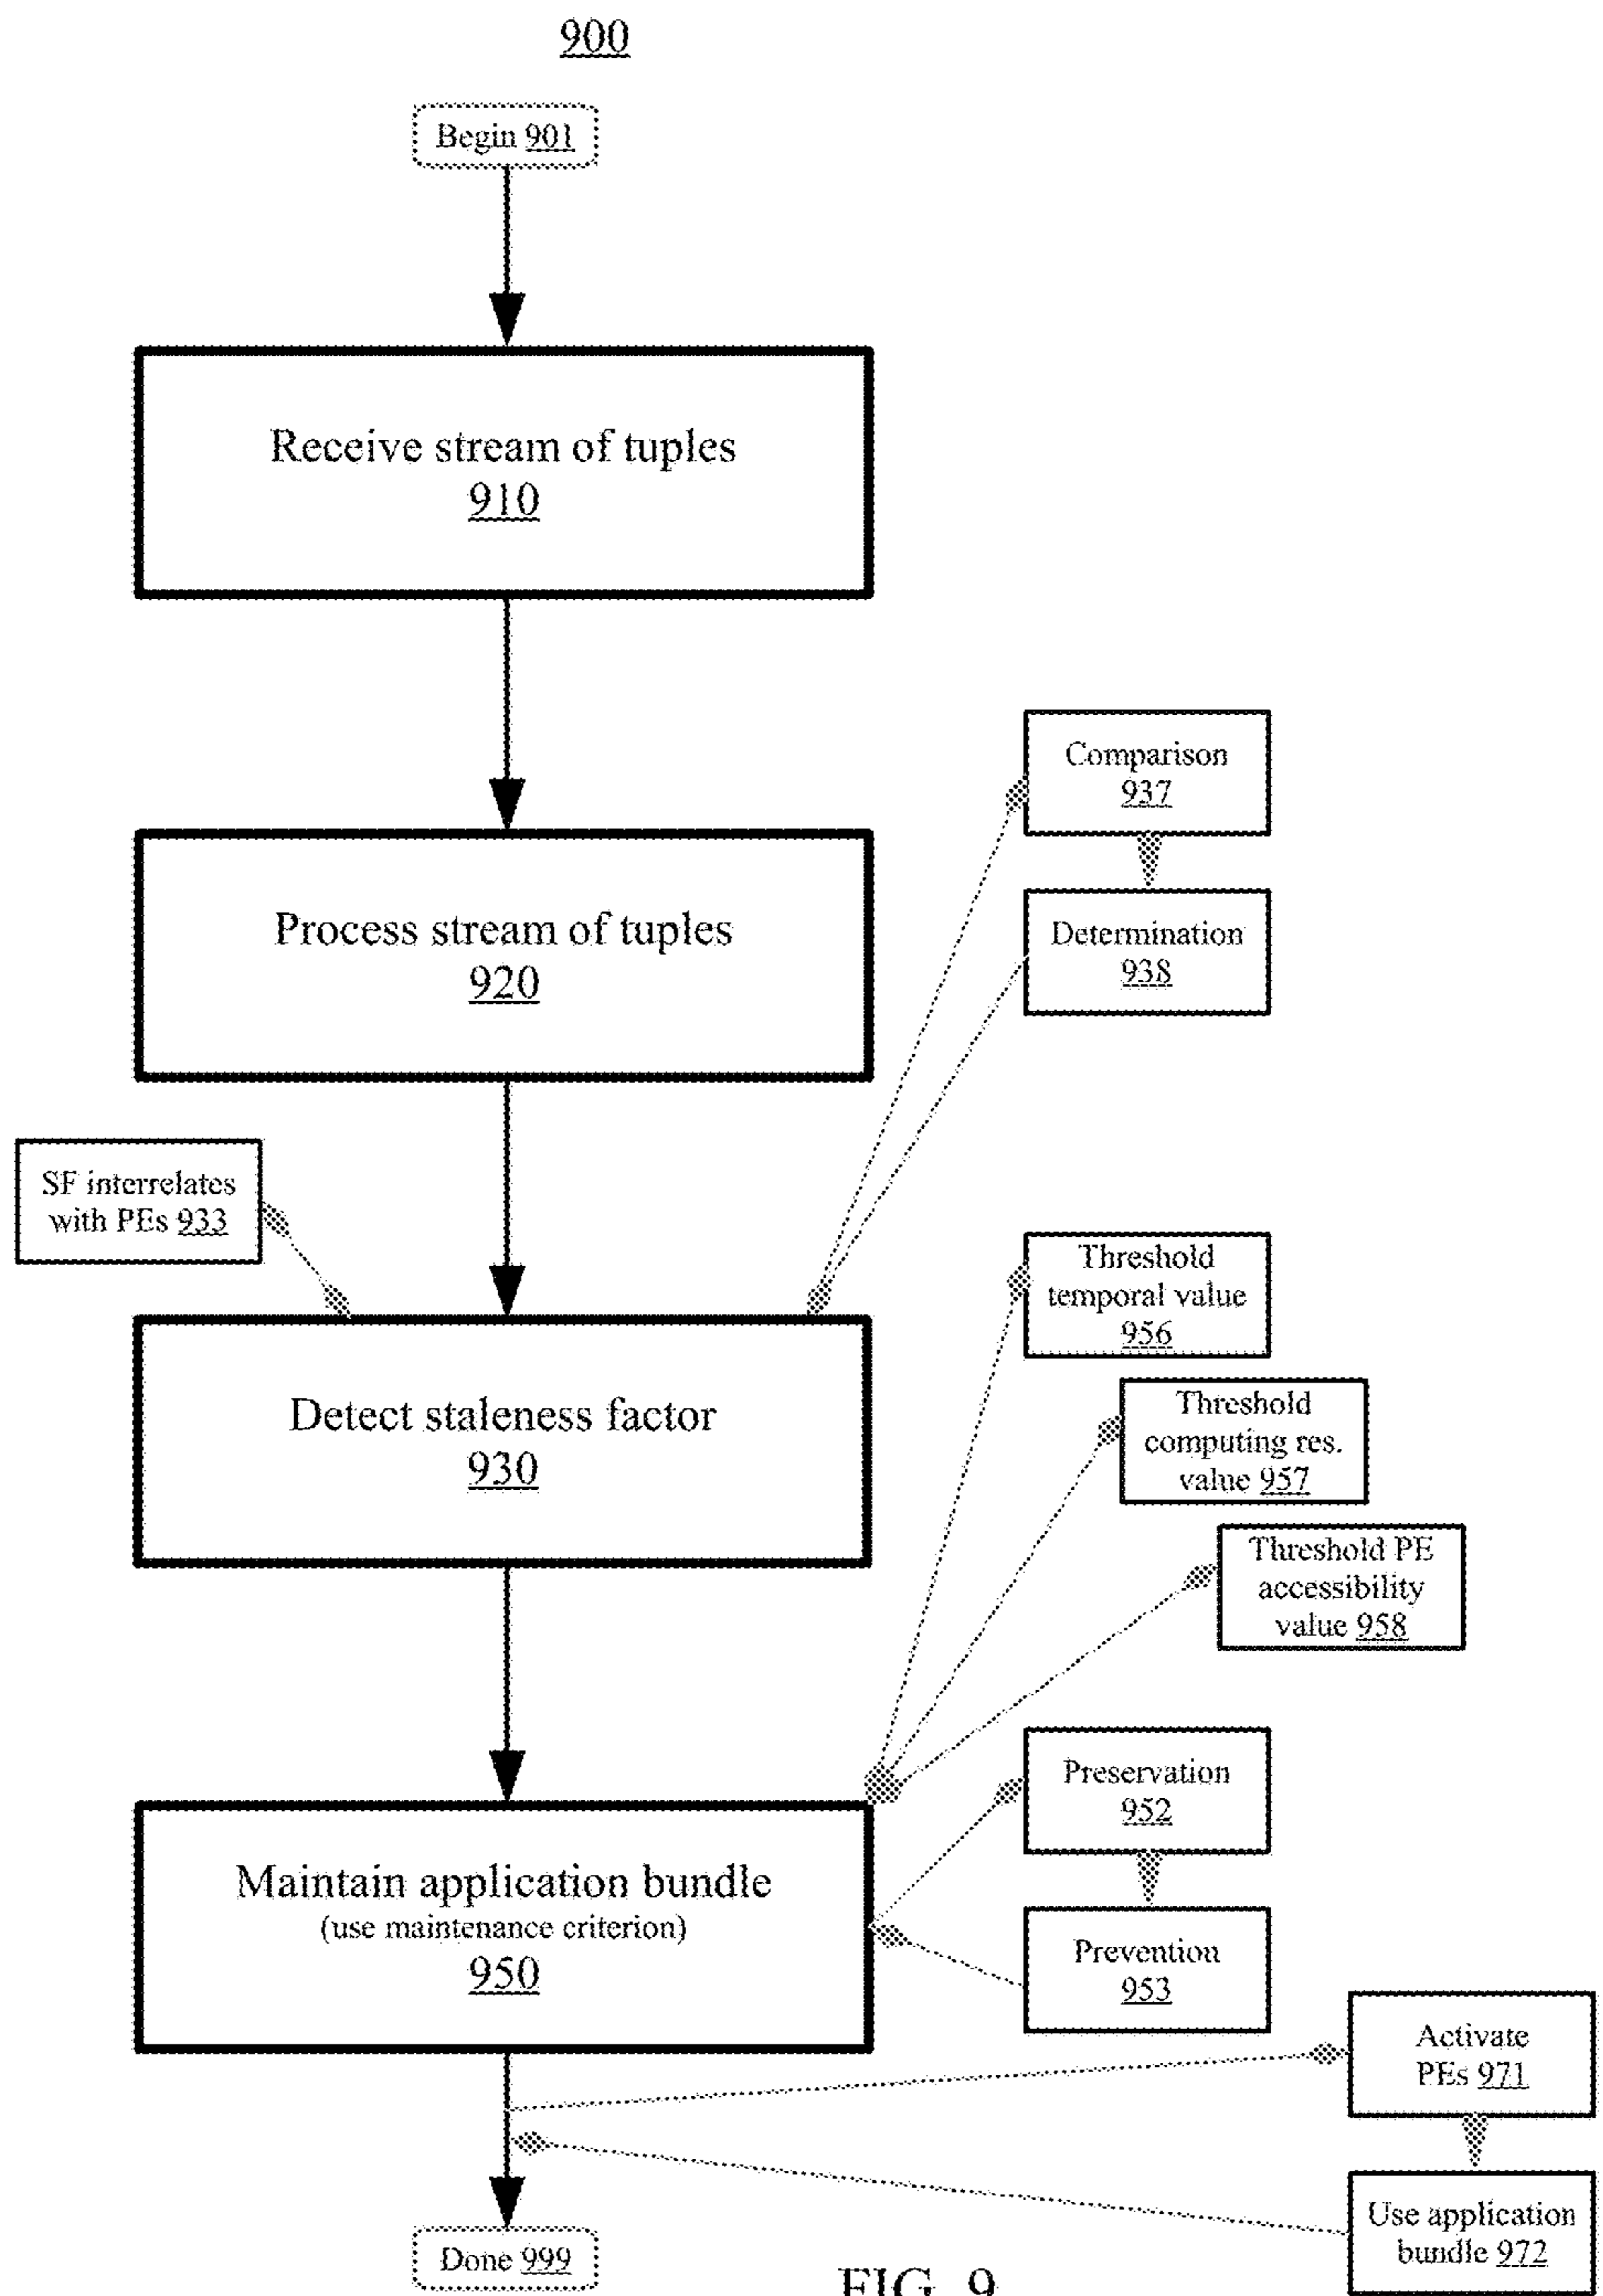 900
Begin 901
Receive stream of tuples
910
Process stream of tuples
920
Comparison
937
Determination
938
SF interrelates
with PEs 933
Detect staleness factor
930
Threshold
temporal value
956
Threshold
computing res.
value 957
Threshold PE
accessibility
value 958
Maintain application bundle
(use maintenance criterion)
950
Preservation
952
Prevention
953
Activate
PEs 971
Use application
bundle 972
Done 999
FIG. 9